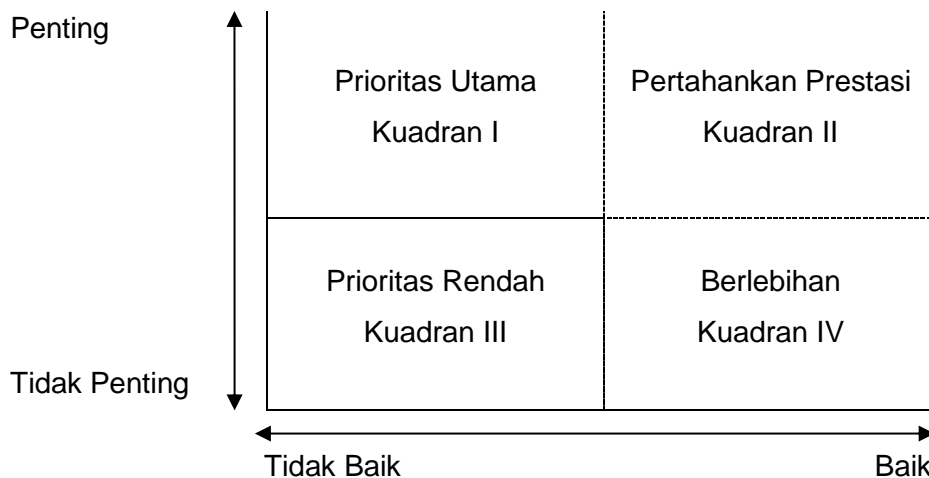 Penting
Prioritas Utama
Kuadran I
Pertahankan Prestasi
Kuadran II
Prioritas Rendah
Kuadran III
Berlebihan
Kuadran IV
Tidak Penting
Tidak Baik
Baik